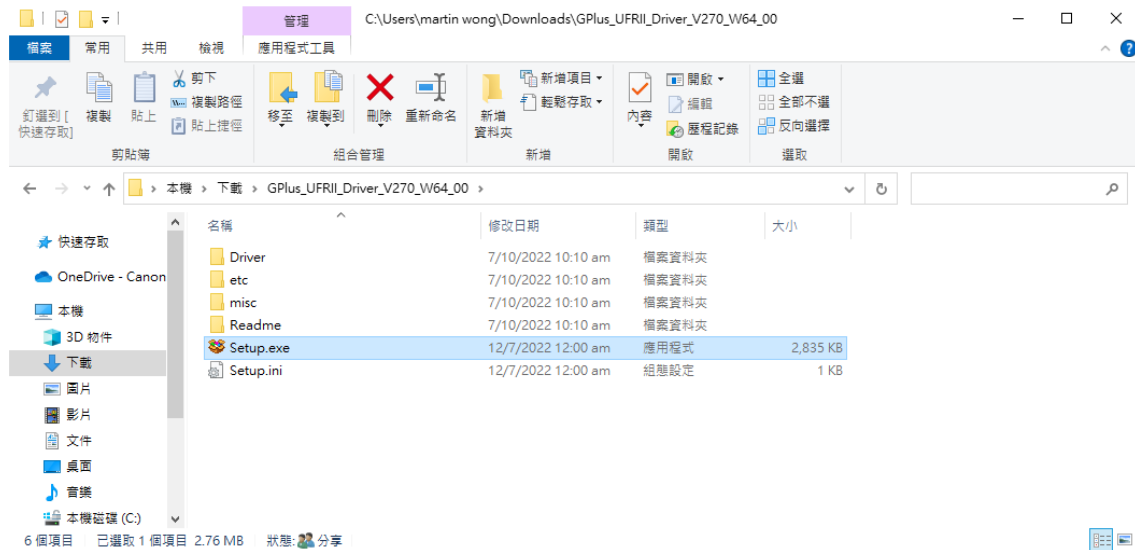 管理
C:\Users\martin wong\Downloads\GPlus_UFRII_Driver_V270_W64_00
檔案
常用
共用
檢視
應用程式工具
釘選到 [快速存取]
複製
貼上
剪下
複製路徑
貼上捷徑
剪貼簿
移至
複製到
刪除
重新命名
組合管理
新增資料夾
新增項目
輕鬆存取
新增
內容
開啟
編輯
歷程記錄
開啟
全選
全部不選
反向選擇
選取
本機 › 下載 › GPlus_UFRII_Driver_V270_W64_00 ›
快速存取
OneDrive - Canon
本機
3D 物件
下載
圖片
影片
文件
桌面
音樂
本機磁碟 (C:)
名稱 修改日期 類型 大小
Driver 7/10/2022 10:10 am 檔案資料夾
etc 7/10/2022 10:10 am 檔案資料夾
misc 7/10/2022 10:10 am 檔案資料夾
Readme 7/10/2022 10:10 am 檔案資料夾
Setup.exe 12/7/2022 12:00 am 應用程式 2,835 KB
Setup.ini 12/7/2022 12:00 am 組態設定 1 KB
6 個項目 已選取 1 個項目 2.76 MB 狀態: 分享